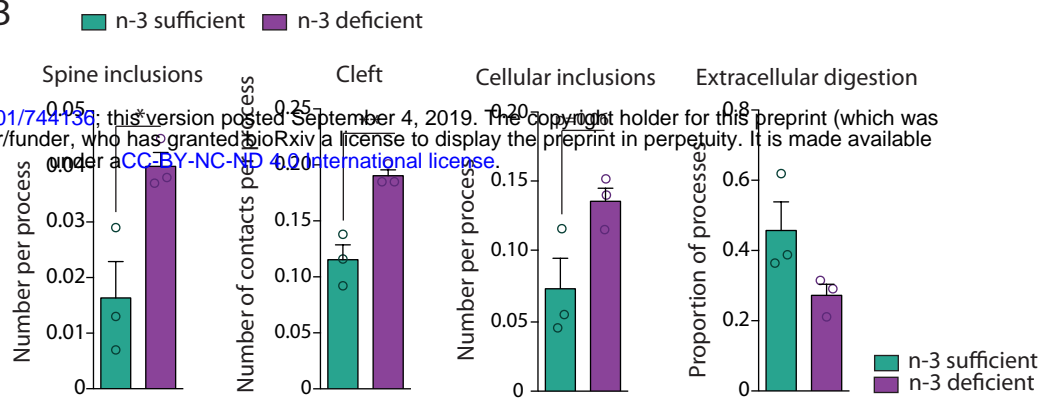 n-3 sufficient n-3 deficient
Spine inclusions Cleft Cellular inclusions Extracellular digestion
01/744136; this version posted September 4, 2019. The copyright holder for this preprint (which was
/funder, who has granted bioRxiv a license to display the preprint in perpetuity. It is made available
under aCC-BY-NC-ND 4.0 International license.
Number per process
0.05
0.04
0.03
0.02
0.01
0
*
Number of contacts per process
0.25
0.20
0.15
0.10
0.05
0
Number per process
0.20
0.15
0.10
0.05
0
Proportion of processes
0.8
0.6
0.4
0.2
0
n-3 sufficient
n-3 deficient